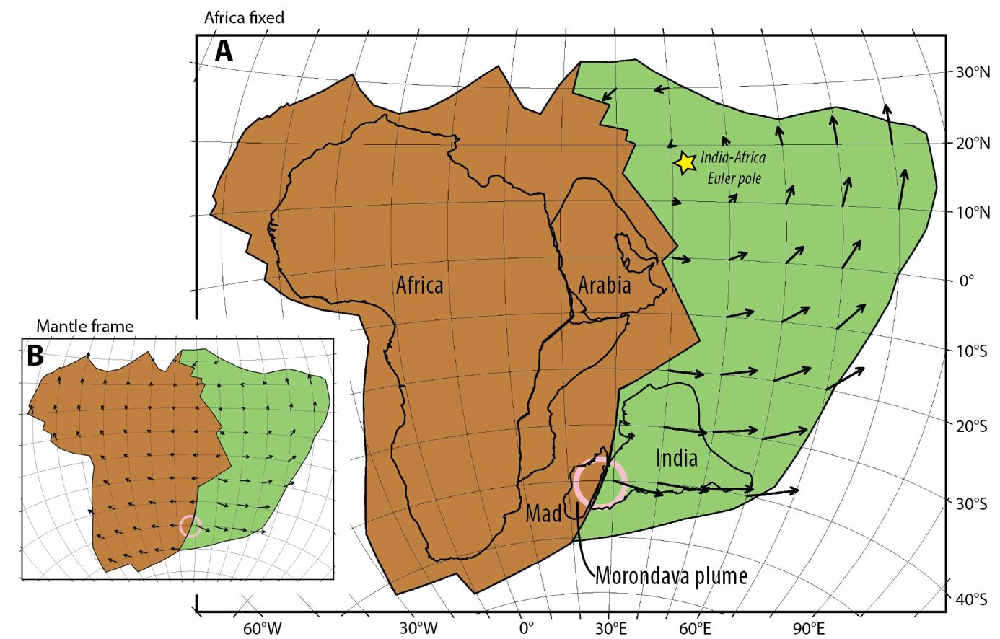 Africa fixed
A
30°N
20°N
India-Africa
Euler pole
10°N
Africa
Arabia
0°
Mantle frame
B
10°S
20°S
India
30°S
Mad
Morondava plume
40°S
60°W
30°W
0°
30°E
60°E
90°E